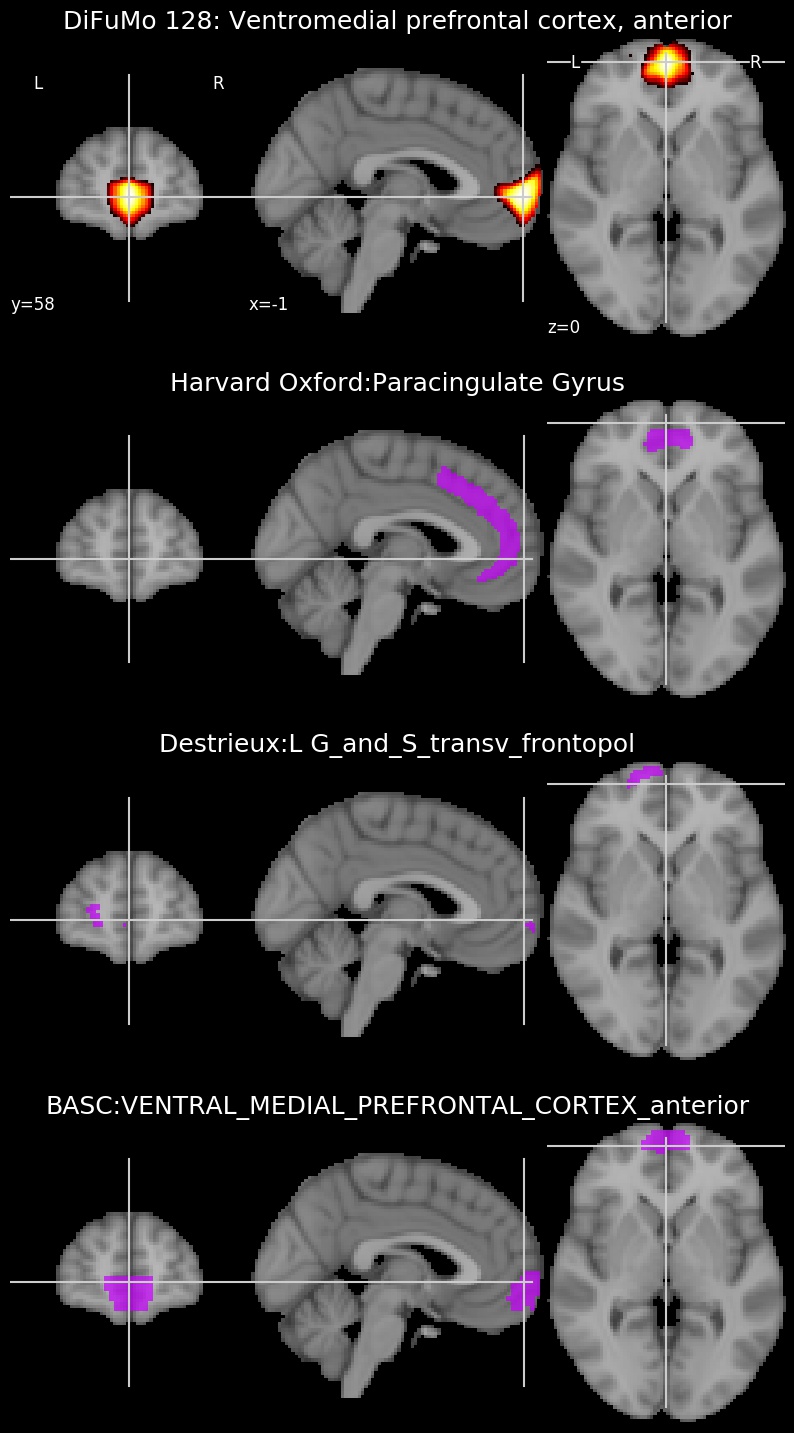 DiFuMo 128: Ventromedial prefrontal cortex, anterior
L R L R
y=58 x=-1 z=0
Harvard Oxford:Paracingulate Gyrus
Destrieux:L G_and_S_transv_frontopol
BASC:VENTRAL_MEDIAL_PREFRONTAL_CORTEX_anterior